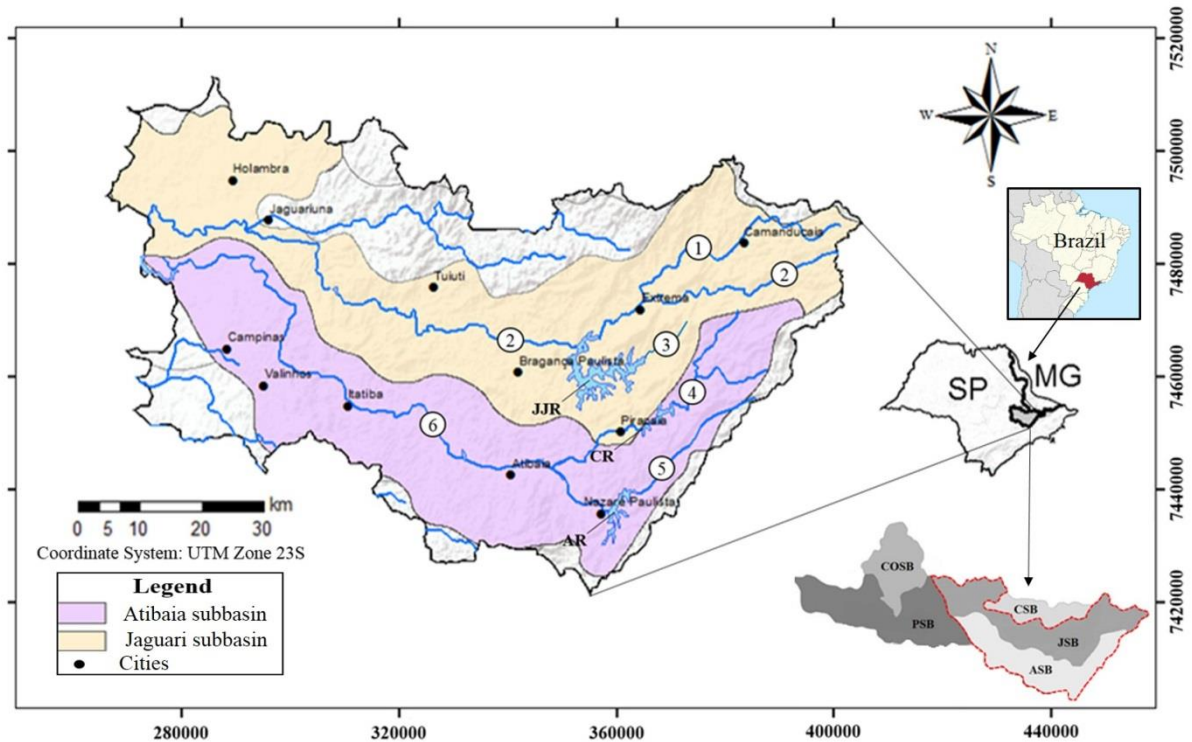 7520000
7500000
7480000
7460000
7440000
7420000
N
W
E
S
Holambra
Jaguariuna
Camanducaia
1
2
Tuiuti
Extrema
2
3
Bragança Paulista
JJR
Campinas
Valinhos
Itatiba
4
Piracaia
6
CR
5
Atibaia
Nazaré Paulista
AR
Brazil
SP
MG
km
0 5 10 20 30
Coordinate System: UTM Zone 23S
Legend
Atibaia subbasin
Jaguari subbasin
Cities
COSB
PSB
CSB
JSB
ASB
280000
320000
360000
400000
440000